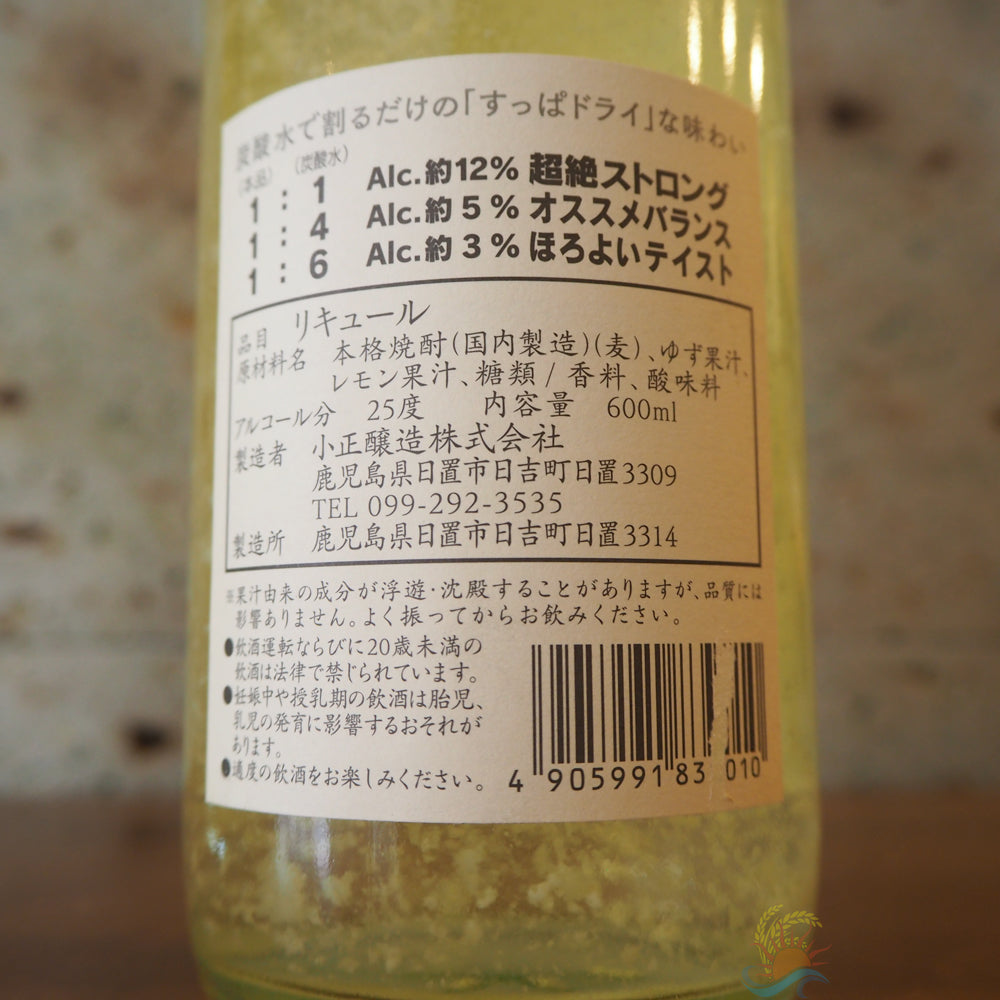 炭酸水で割るだけの「すっぱドライ」な味わい
(本品) (炭酸水)
1 : 1 Alc.約12% 超絶ストロング
1 : 4 Alc.約5% オススメバランス
1 : 6 Alc.約3% ほろよいテイスト
品目 リキュール
原材料名 本格焼酎(国内製造)(麦)、ゆず果汁、
レモン果汁、糖類/香料、酸味料
アルコール分 25度 内容量 600ml
製造者 小正醸造株式会社
鹿児島県日置市日吉町日置3309
TEL 099-292-3535
製造所 鹿児島県日置市日吉町日置3314
※果汁由来の成分が浮遊・沈殿することがありますが、品質には
影響ありません。よく振ってからお飲みください。
●飲酒運転ならびに20歳未満の
飲酒は法律で禁じられています。
●妊娠中や授乳期の飲酒は胎児、
乳児の発育に影響するおそれが
あります。
●適度の飲酒をお楽しみください。
4 905991 83 010